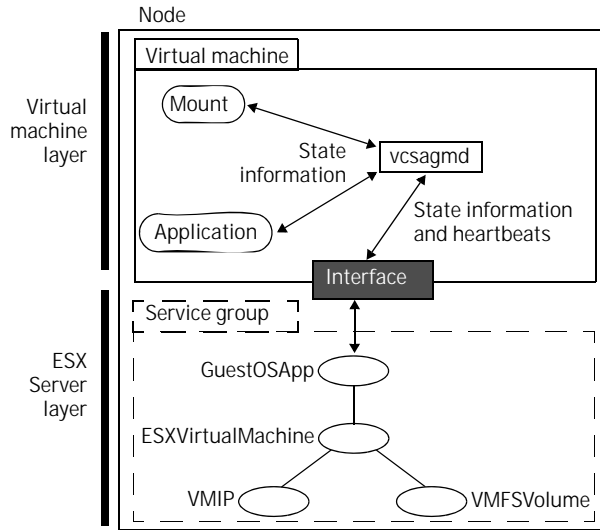 Node
Virtual machine
Mount
Virtual
machine
layer
State
information
vcsagmd
Application
State information
and heartbeats
Interface
Service group
ESX
Server
layer
GuestOSApp
ESXVirtualMachine
VMIP
VMFSVolume